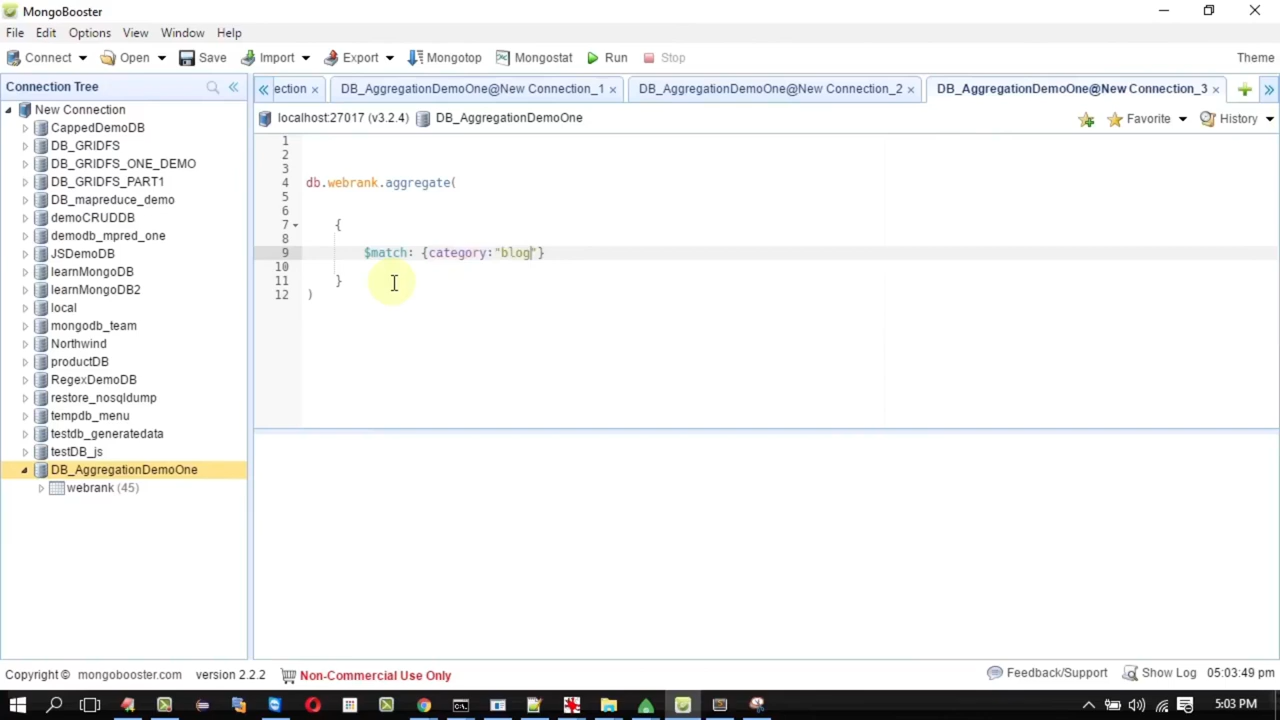 MongoBooster
File Edit Options View Window Help
Connect Open Save Import Export Mongotop Mongostat Run Stop Theme
Connection Tree
ection × DB_AggregationDemoOne@New Connection_1 × DB_AggregationDemoOne@New Connection_2 × DB_AggregationDemoOne@New Connection_3 ×
localhost:27017 (v3.2.4) DB_AggregationDemoOne Favorite History
New Connection
CappedDemoDB
DB_GRIDFS
DB_GRIDFS_ONE_DEMO
DB_GRIDFS_PART1
DB_mapreduce_demo
demoCRUDDB
demodb_mpred_one
JSDemoDB
learnMongoDB
learnMongoDB2
local
mongodb_team
Northwind
productDB
RegexDemoDB
restore_nosqldump
tempdb_menu
testdb_generatedata
testDB_js
DB_AggregationDemoOne
webrank (45)
1
2
3
4 db.webrank.aggregate(
5
6
7 {
8
9 $match: {category:"blog"}
10
11 }
12 )
Copyright © mongobooster.com version 2.2.2 Non-Commercial Use Only Feedback/Support Show Log 05:03:49 PM
5:03 PM